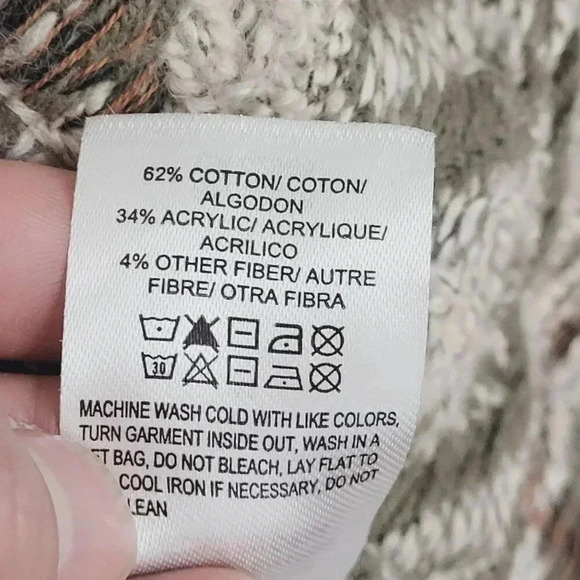 62% COTTON/ COTON/
ALGODON
34% ACRYLIC/ ACRYLIQUE/
ACRILICO
4% OTHER FIBER/ AUTRE
FIBRE/ OTRA FIBRA
30
MACHINE WASH COLD WITH LIKE COLORS,
TURN GARMENT INSIDE OUT, WASH IN A
BAG, DO NOT BLEACH, LAY FLAT TO
COOL IRON IF NECESSARY, DO NOT